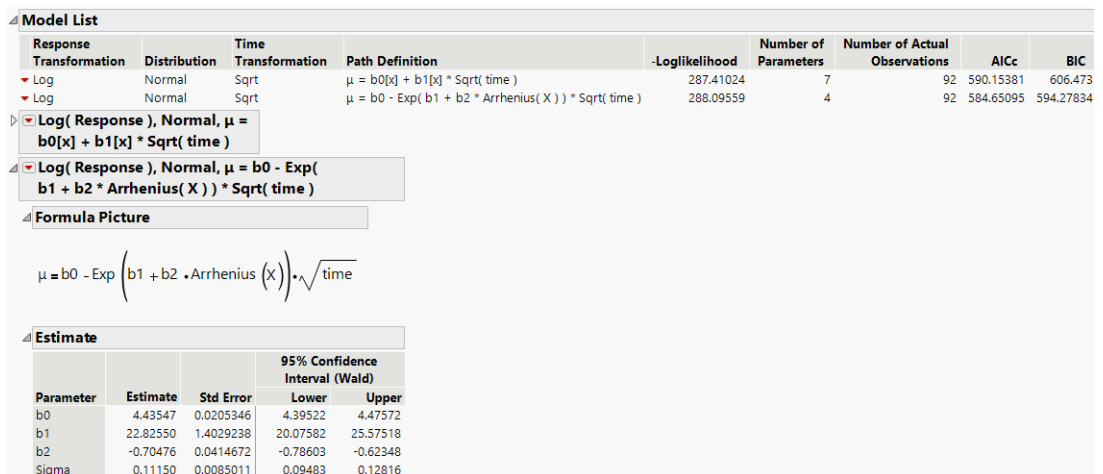 Model List
Response Time Number of Number of Actual
Transformation Distribution Transformation Path Definition -Loglikelihood Parameters Observations AICc BIC
Log Normal Sqrt μ = b0[x] + b1[x] * Sqrt( time ) 287.41024 7 92 590.15381 606.473
Log Normal Sqrt μ = b0 - Exp( b1 + b2 * Arrhenius( X ) ) * Sqrt( time ) 288.09559 4 92 584.65095 594.27834
Log( Response ), Normal, μ =
b0[x] + b1[x] * Sqrt( time )
Log( Response ), Normal, μ = b0 - Exp(
b1 + b2 * Arrhenius( X ) ) * Sqrt( time )
Formula Picture
μ = b0 - Exp (b1 + b2 • Arrhenius (X)) • √time
Estimate
95% Confidence
Interval (Wald)
Parameter Estimate Std Error Lower Upper
b0 4.43547 0.0205346 4.39522 4.47572
b1 22.82550 1.4029238 20.07582 25.57518
b2 -0.70476 0.0414672 -0.78603 -0.62348
Sigma 0.11150 0.0085011 0.09483 0.12816